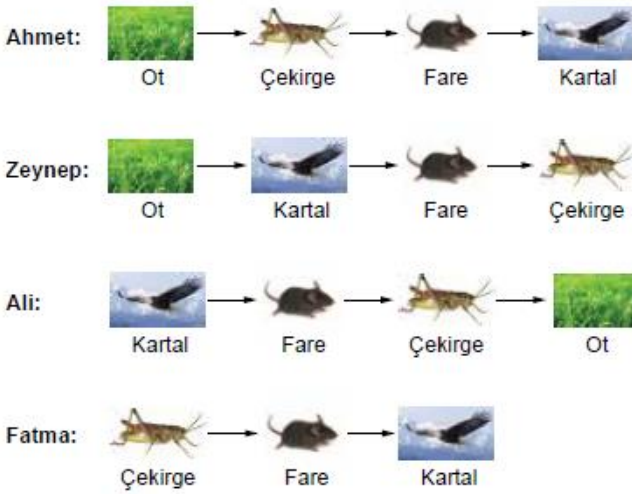 Ahmet:
Ot Çekirge Fare Kartal
Zeynep:
Ot Kartal Fare Çekirge
Ali:
Kartal Fare Çekirge Ot
Fatma:
Çekirge Fare Kartal